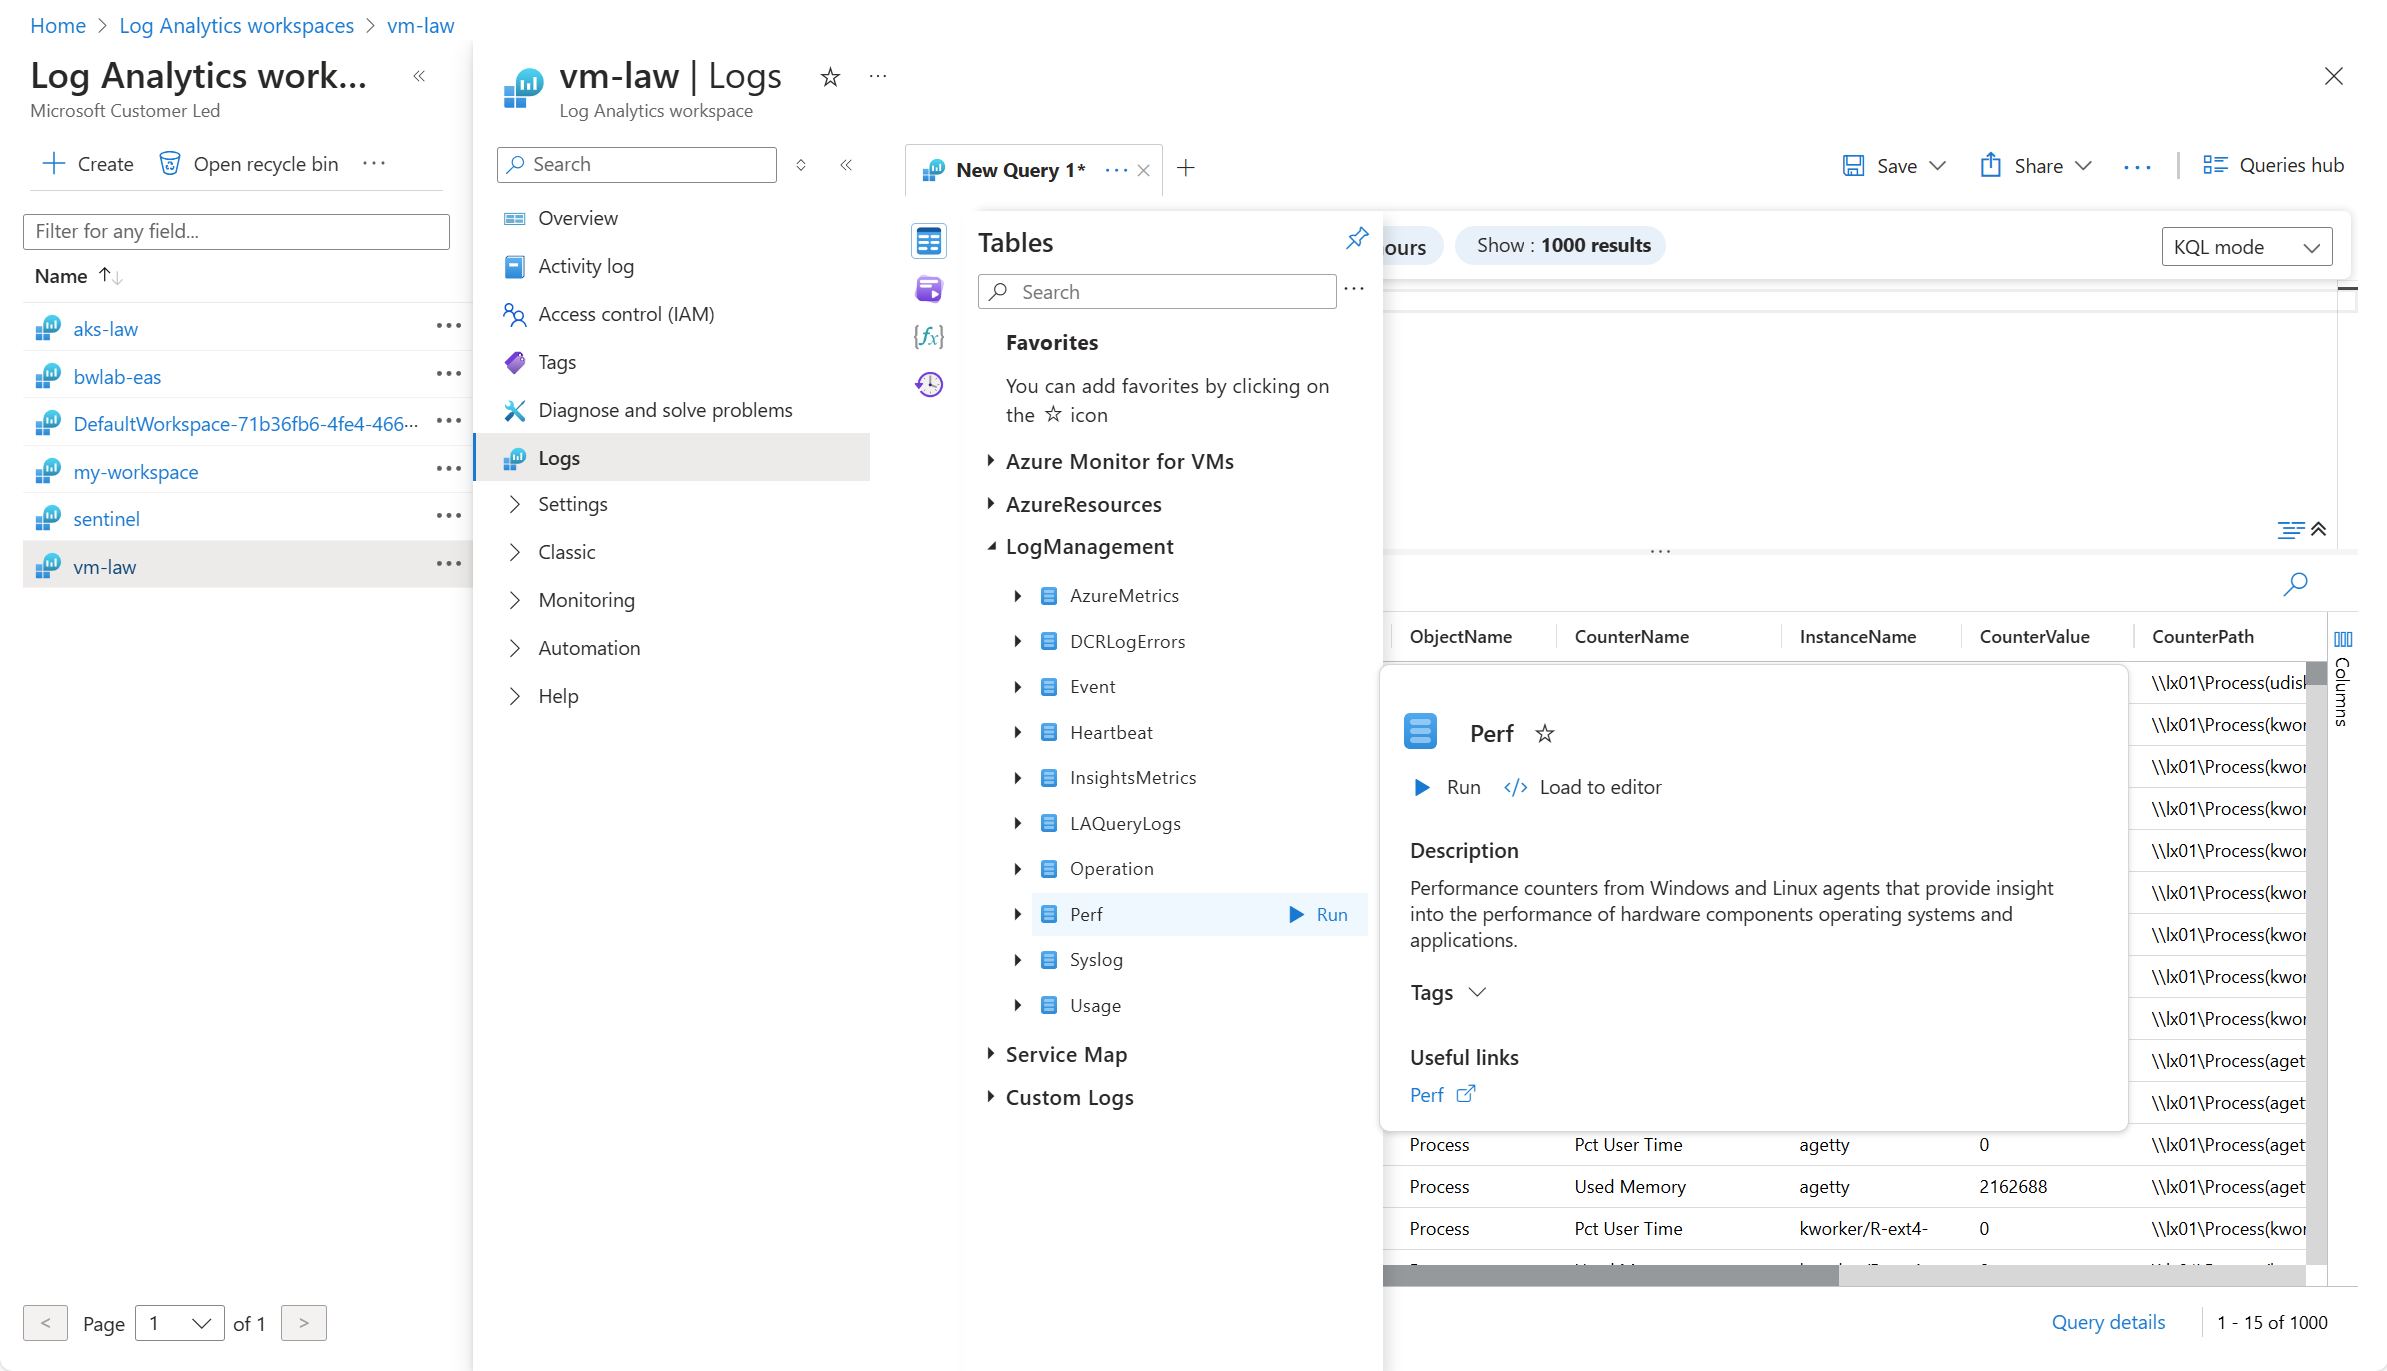 Home > Log Analytics workspaces > vm-law
Log Analytics work...
Microsoft Customer Led
Create
Open recycle bin
Filter for any field...
Name
aks-law
bwlab-eas
DefaultWorkspace-71b36fb6-4fe4-466...
my-workspace
sentinel
vm-law
< Page 1 of 1 >
vm-law | Logs
Log Analytics workspace
Search
Overview
Activity log
Access control (IAM)
Tags
Diagnose and solve problems
Logs
Settings
Classic
Monitoring
Automation
Help
New Query 1*
Save
Share
Queries hub
ours
Show : 1000 results
KQL mode
Tables
Search
Favorites
You can add favorites by clicking on
the ☆ icon
Azure Monitor for VMs
AzureResources
LogManagement
AzureMetrics
DCRLogErrors
Event
Heartbeat
InsightsMetrics
LAQueryLogs
Operation
Perf
Run
Syslog
Usage
Service Map
Custom Logs
ObjectName CounterName InstanceName CounterValue CounterPath
Columns
Perf
Run
</> Load to editor
Description
Performance counters from Windows and Linux agents that provide insight
into the performance of hardware components operating systems and
applications.
Tags
Useful links
Perf
\\lx01\Process(udisk
\\lx01\Process(kwor
\\lx01\Process(kwor
\\lx01\Process(kwor
\\lx01\Process(kwor
\\lx01\Process(kwor
\\lx01\Process(kwor
\\lx01\Process(kwor
\\lx01\Process(kwor
\\lx01\Process(aget
\\lx01\Process(aget
Process Pct User Time agetty 0 \\lx01\Process(aget
Process Used Memory agetty 2162688 \\lx01\Process(aget
Process Pct User Time kworker/R-ext4- 0 \\lx01\Process(kwor
Query details
1 - 15 of 1000